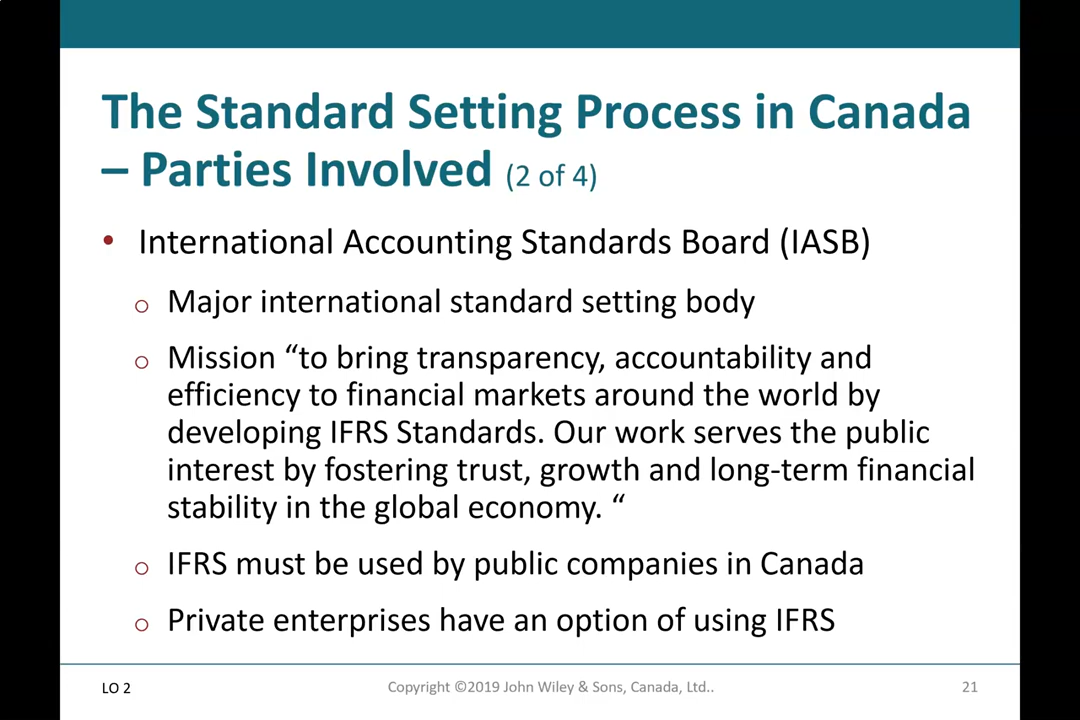 The Standard Setting Process in Canada
– Parties Involved (2 of 4)
• International Accounting Standards Board (IASB)
o Major international standard setting body
o Mission “to bring transparency, accountability and
efficiency to financial markets around the world by
developing IFRS Standards. Our work serves the public
interest by fostering trust, growth and long-term financial
stability in the global economy. “
o IFRS must be used by public companies in Canada
o Private enterprises have an option of using IFRS
LO 2
Copyright ©2019 John Wiley & Sons, Canada, Ltd..
21